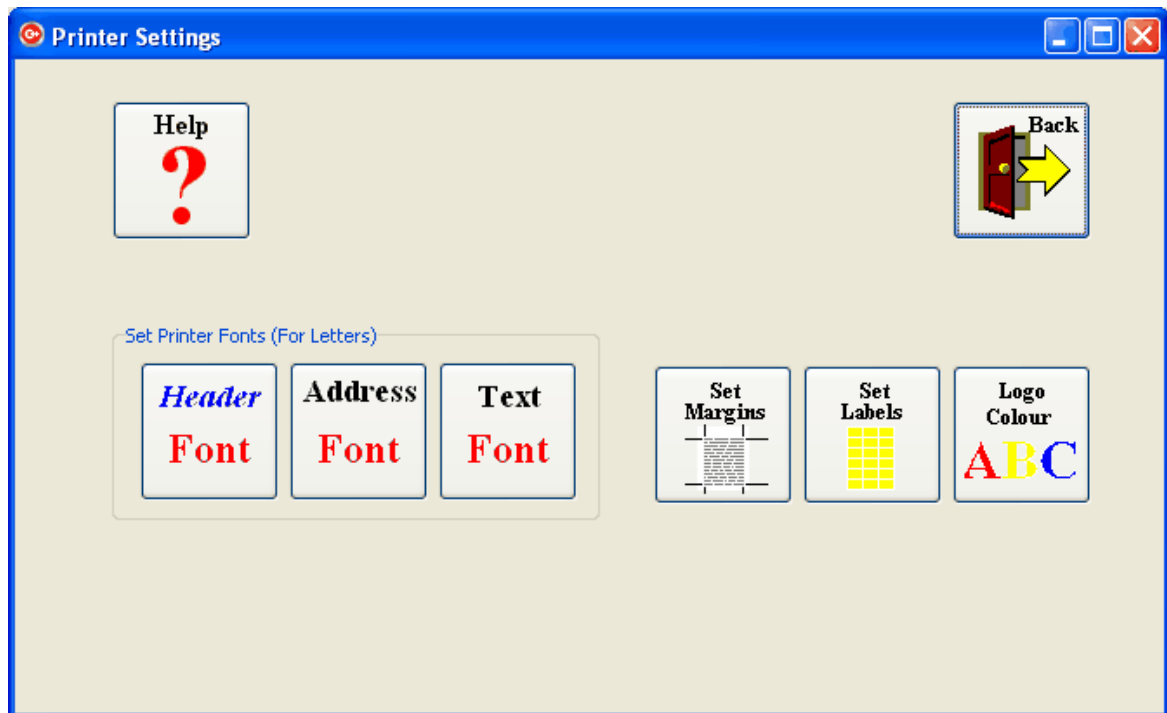 Printer Settings
Help
?
Back
Set Printer Fonts (For Letters)
Header
Font
Address
Font
Text
Font
Set
Margins
Set
Labels
Logo
Colour
ABC